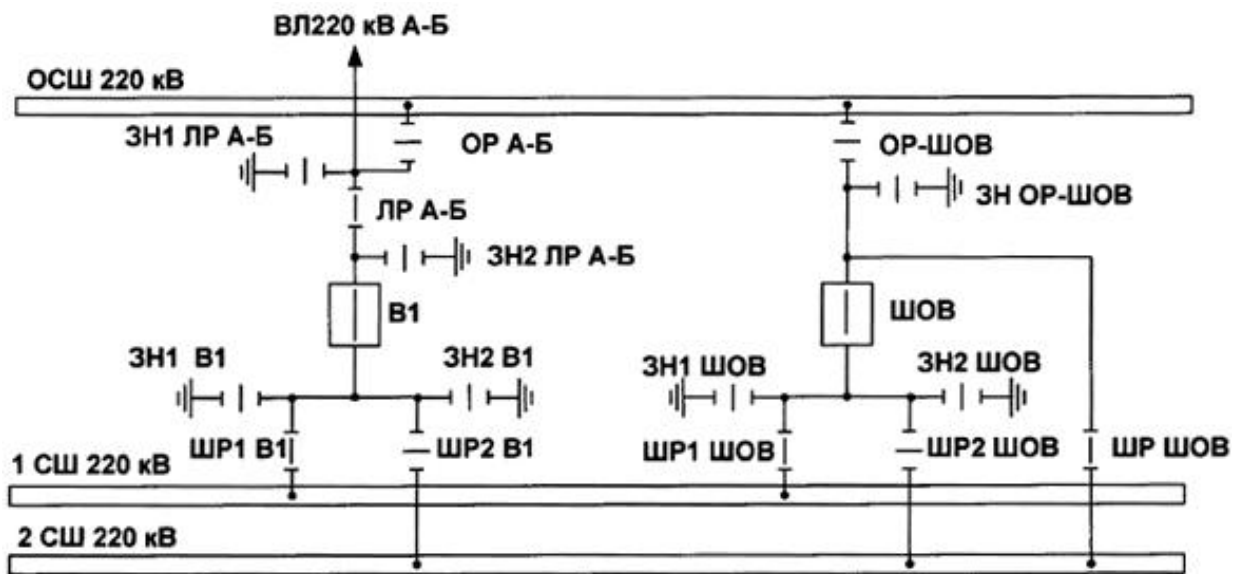 ВЛ220 кВ А-Б
ОСШ 220 кВ
ЗН1 ЛР А-Б
ОР А-Б
ОР-ШОВ
ЗН ОР-ШОВ
ЛР А-Б
ЗН2 ЛР А-Б
В1
ШОВ
ЗН1 В1
ЗН2 В1
ЗН1 ШОВ
ЗН2 ШОВ
ШР1 В1
ШР2 В1
ШР1 ШОВ
ШР2 ШОВ
ШР ШОВ
1 СШ 220 кВ
2 СШ 220 кВ